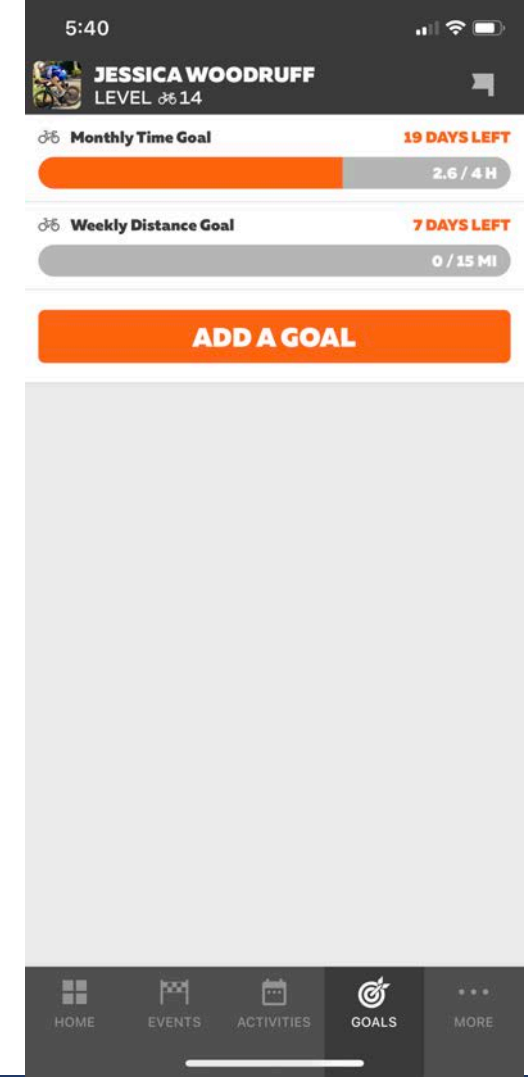 5:40
JESSICA WOODRUFF
LEVEL 14
Monthly Time Goal 19 DAYS LEFT
2.6 / 4 H
Weekly Distance Goal 7 DAYS LEFT
0 / 15 MI
ADD A GOAL
HOME EVENTS ACTIVITIES GOALS MORE